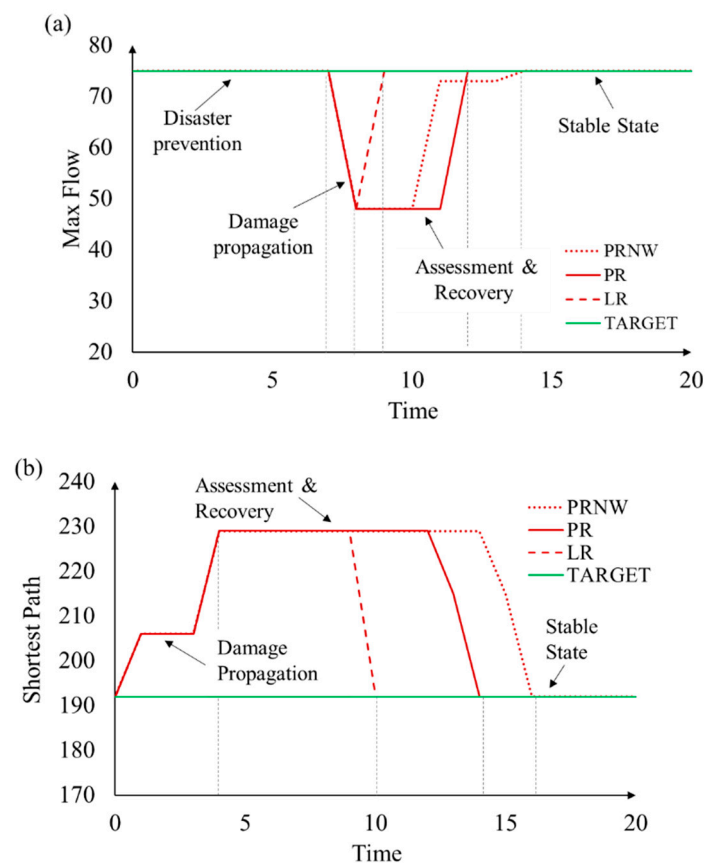 (a)
80
70
60
50
40
30
20
Max Flow
Disaster
prevention
Damage
propagation
Stable State
Assessment &
Recovery
PRNW
PR
LR
TARGET
0 5 10 15 20
Time
(b)
240
230
220
210
200
190
180
170
Shortest Path
Assessment &
Recovery
Damage
Propagation
PRNW
PR
LR
TARGET
Stable
State
0 5 10 15 20
Time